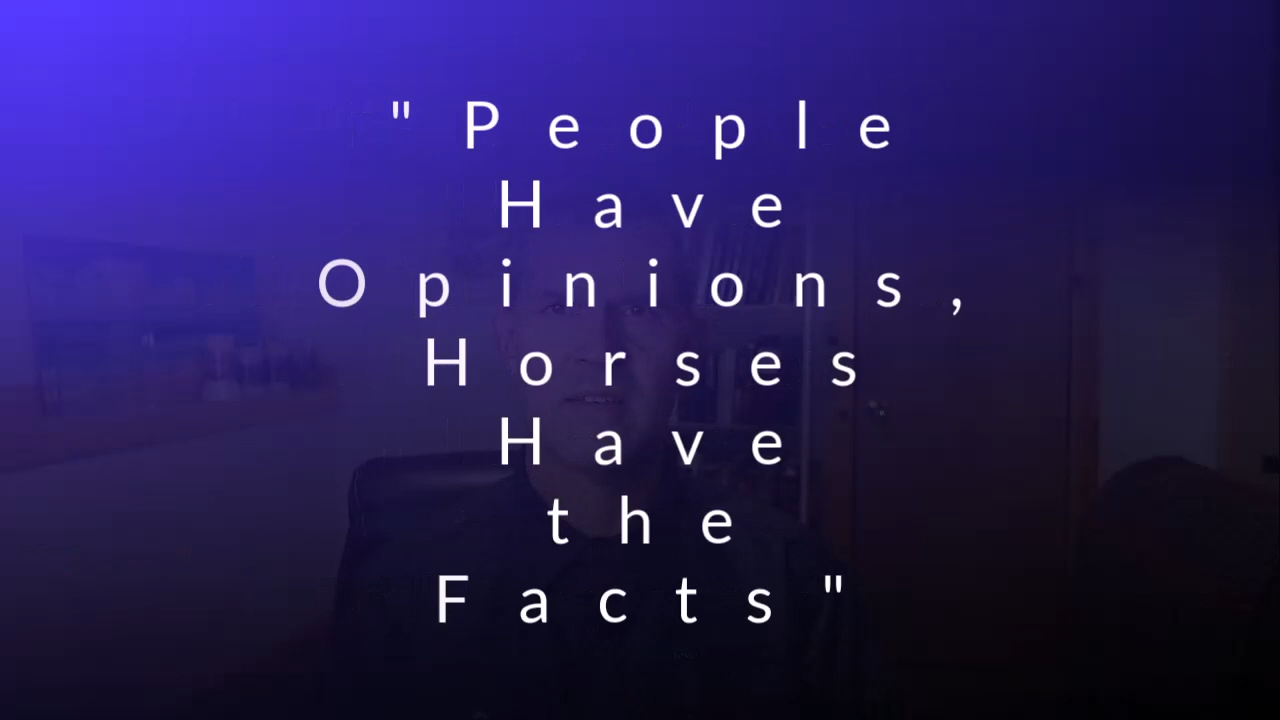 "People
Have
Opinions,
Horses
Have
the
Facts"